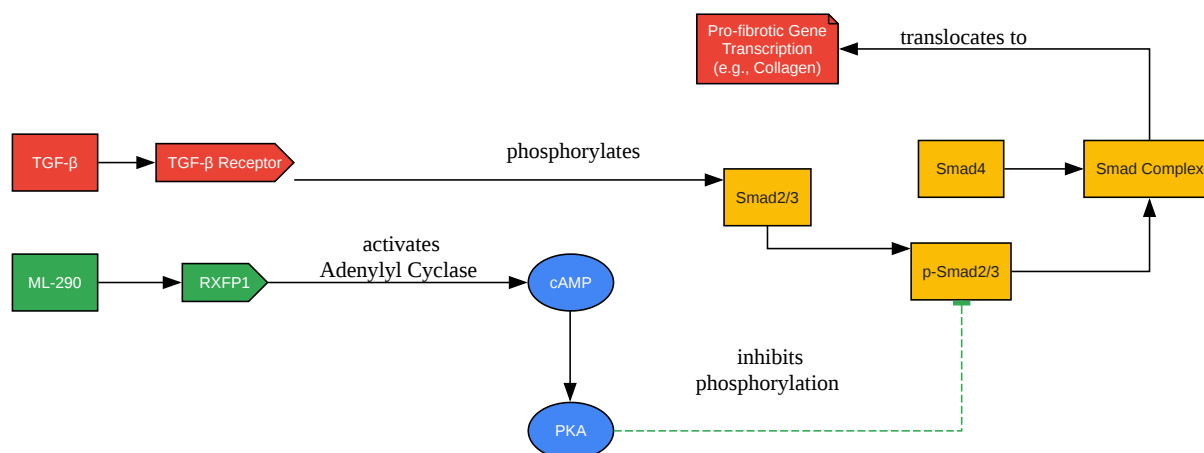 Pro-fibrotic Gene
Transcription
(e.g., Collagen)
translocates to
TGF-β
TGF-β Receptor
phosphorylates
Smad2/3
Smad4
Smad Complex
ML-290
RXFP1
activates
Adenylyl Cyclase
cAMP
p-Smad2/3
inhibits
phosphorylation
PKA